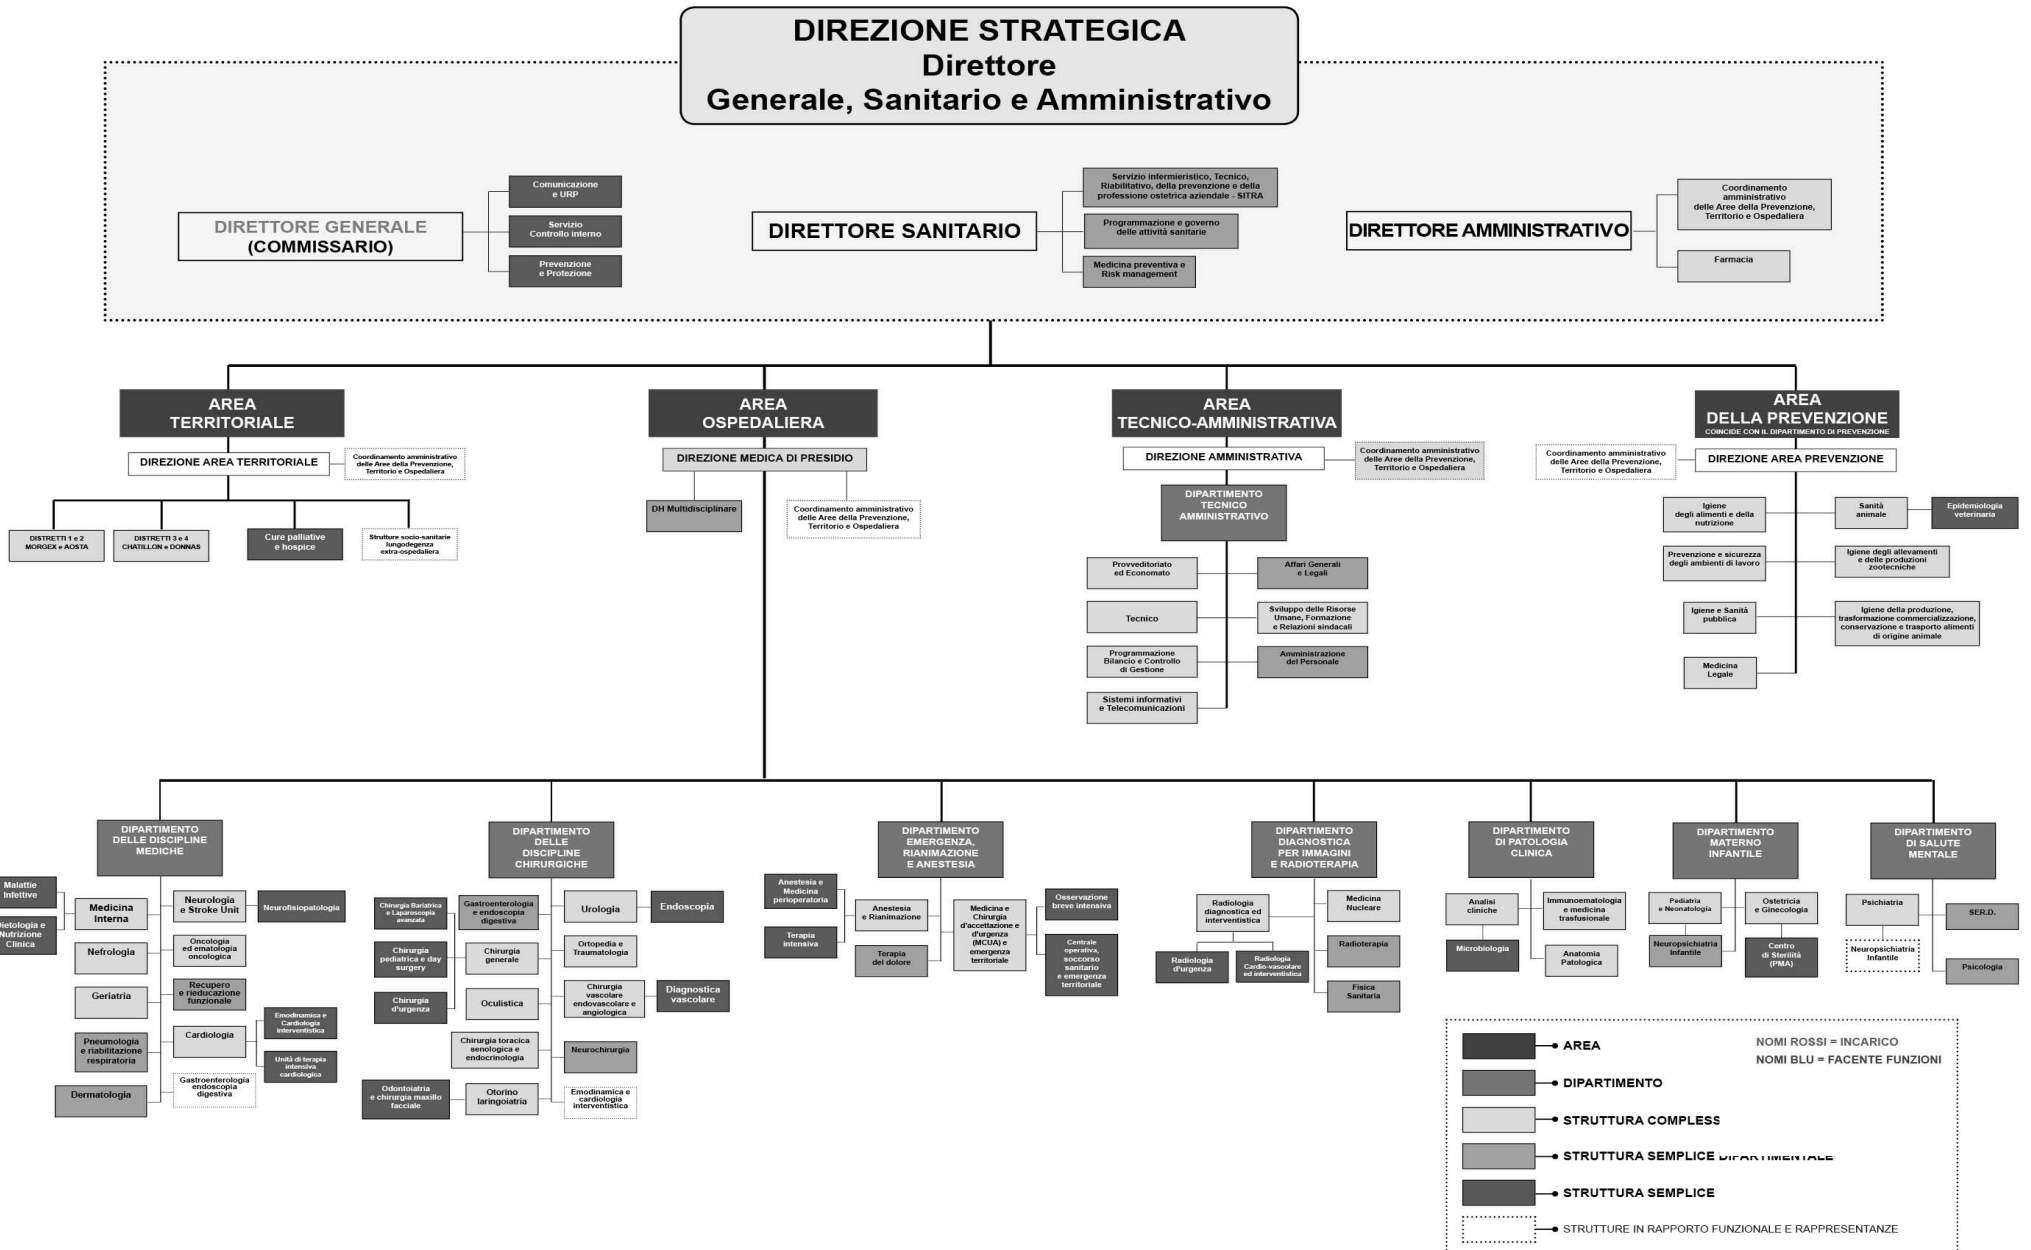 DIREZIONE STRATEGICA
Direttore
Generale, Sanitario e Amministrativo
DIRETTORE GENERALE
(COMMISSARIO)
Comunicazione
e URP
Servizio
Controllo interno
Prevenzione
e Protezione
DIRETTORE SANITARIO
Servizio infermieristico, Tecnico,
Riabilitativo, della prevenzione e della
professione ostetrica aziendale - SITRA
Programmazione e governo
delle attività sanitarie
Medicina preventiva e
Risk management
DIRETTORE AMMINISTRATIVO
Coordinamento
amministrativo
delle Aree della Prevenzione,
Territorio e Ospedaliera
Farmacia
AREA
TERRITORIALE
DIREZIONE AREA TERRITORIALE
Coordinamento amministrativo
delle Aree della Prevenzione,
Territorio e Ospedaliera
DISTRETTI 1 e 2
MORGEX e AOSTA
DISTRETTI 3 e 4
CHATILLON e DONNAS
Cure palliative
e hospice
Strutture socio-sanitarie
lungodegenza
extra-ospedaliera
AREA
OSPEDALIERA
DIREZIONE MEDICA DI PRESIDIO
DH Multidisciplinare
Coordinamento amministrativo
delle Aree della Prevenzione,
Territorio e Ospedaliera
AREA
TECNICO-AMMINISTRATIVA
DIREZIONE AMMINISTRATIVA
Coordinamento amministrativo
delle Aree della Prevenzione,
Territorio e Ospedaliera
DIPARTIMENTO
TECNICO
AMMINISTRATIVO
Provveditoriato
ed Economato
Affari Generali
e Legali
Tecnico
Sviluppo delle Risorse
Umane, Formazione
e Relazioni sindacali
Programmazione
Bilancio e Controllo
di Gestione
Amministrazione
del Personale
Sistemi informativi
e Telecomunicazioni
AREA
DELLA PREVENZIONE
COINCIDE CON IL DIPARTIMENTO DI PREVENZIONE
Coordinamento amministrativo
delle Aree della Prevenzione,
Territorio e Ospedaliera
DIREZIONE AREA PREVENZIONE
Igiene
degli alimenti e della
nutrizione
Sanità
animale
Epidemiologia
veterinaria
Prevenzione e sicurezza
degli ambienti di lavoro
Igiene degli allevamenti
e delle produzioni
zootecniche
Igiene e Sanità
pubblica
Igiene della produzione,
trasformazione commercializzazione,
conservazione e trasporto alimenti
di origine animale
Medicina
Legale
DIPARTIMENTO
DELLE DISCIPLINE
MEDICHE
Malattie
Infettive
Dietologia e
Nutrizione
Clinica
Medicina
Interna
Neurologia
e Stroke Unit
Neurofisiopatologia
Nefrologia
Oncologia
ed ematologia
oncologica
Geriatria
Recupero
e rieducazione
funzionale
Pneumologia
e riabilitazione
respiratoria
Cardiologia
Emodinamica e
Cardiologia
interventistica
Unità di terapia
intensiva
cardiologica
Dermatologia
Gastroenterologia
endoscopia
digestiva
DIPARTIMENTO
DELLE
DISCIPLINE
CHIRURGICHE
Chirurgia Bariatrica
e Laparoscopia
avanzata
Gastroenterologia
e endoscopia
digestiva
Urologia
Endoscopia
Chirurgia
pediatrica e day
surgery
Chirurgia
generale
Ortopedia e
Traumatologia
Chirurgia
d'urgenza
Oculistica
Chirurgia
vascolare
endovascolare e
angiologica
Diagnostica
vascolare
Chirurgia toracica
senologica e
endocrinologia
Neurochirurgia
Odontoiatria
e chirurgia maxillo
facciale
Otorino
laringoiatria
Emodinamica e
cardiologia
interventistica
DIPARTIMENTO
EMERGENZA,
RIANIMAZIONE
E ANESTESIA
Anestesia e
Medicina
perioperatoria
Terapia
intensiva
Anestesia
e Rianimazione
Terapia
del dolore
Medicina e
Chirurgia
d'accettazione e
d'urgenza
(MCUA) e
emergenza
territoriale
Osservazione
breve intensiva
Centrale
operativa,
soccorso
sanitario
e emergenza
territoriale
DIPARTIMENTO
DIAGNOSTICA
PER IMMAGINI
E RADIOTERAPIA
Radiologia
diagnostica ed
interventistica
Medicina
Nucleare
Radioterapia
Radiologia
d'urgenza
Radiologia
Cardio-vascolare
ed interventistica
Fisica
Sanitaria
DIPARTIMENTO
DI PATOLOGIA
CLINICA
Analisi
cliniche
Immunoematologia
e medicina
trasfusionale
Microbiologia
Anatomia
Patologica
DIPARTIMENTO
MATERNO
INFANTILE
Pediatria
e Neonatologia
Ostetricia
e Ginecologia
Neuropsichiatria
Infantile
Centro
di Sterilità
(PMA)
DIPARTIMENTO
DI SALUTE
MENTALE
Psichiatria
SER.D.
Neuropsichiatria
Infantile
Psicologia
AREA
NOMI ROSSI = INCARICO
NOMI BLU = FACENTE FUNZIONI
DIPARTIMENTO
STRUTTURA COMPLESS
STRUTTURA SEMPLICE
STRUTTURA SEMPLICE
STRUTTURE IN RAPPORTO FUNZIONALE E RAPPRESENTANZE